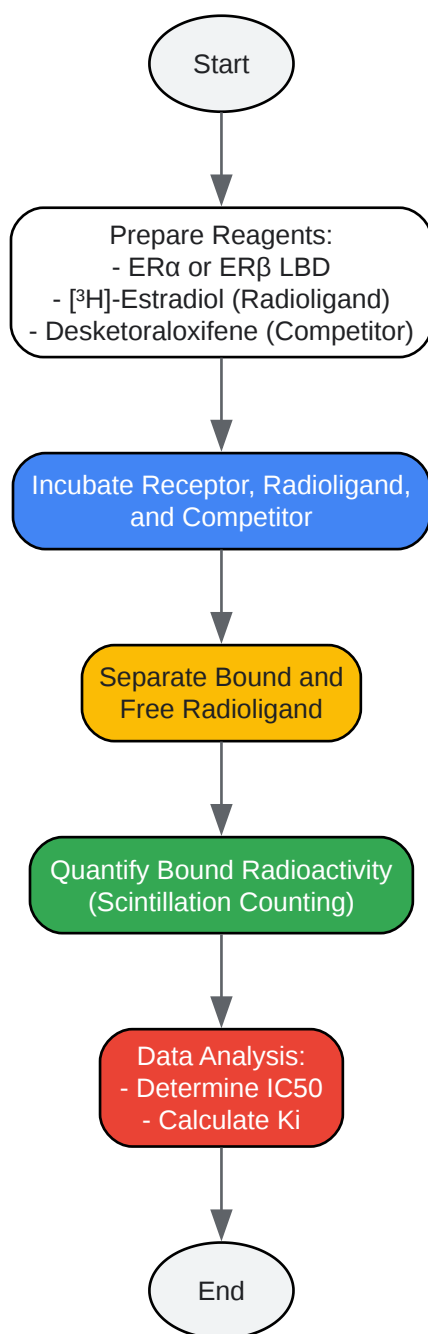 Start
Prepare Reagents:
- ERα or ERβ LBD
- [³H]-Estradiol (Radioligand)
- Desketoraloxifene (Competitor)
Incubate Receptor, Radioligand,
and Competitor
Separate Bound and
Free Radioligand
Quantify Bound Radioactivity
(Scintillation Counting)
Data Analysis:
- Determine IC50
- Calculate Ki
End